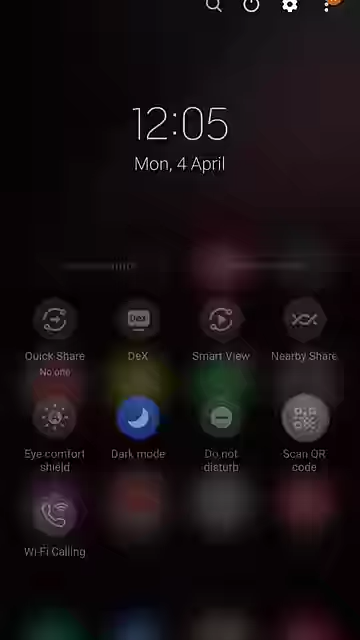 12:05
Mon, 4 April
Quick Share
No one
DeX
Smart View
Nearby Share
DeX
Eye comfort
shield
Dark mode
Do not
disturb
Scan QR
code
Wi-Fi Calling